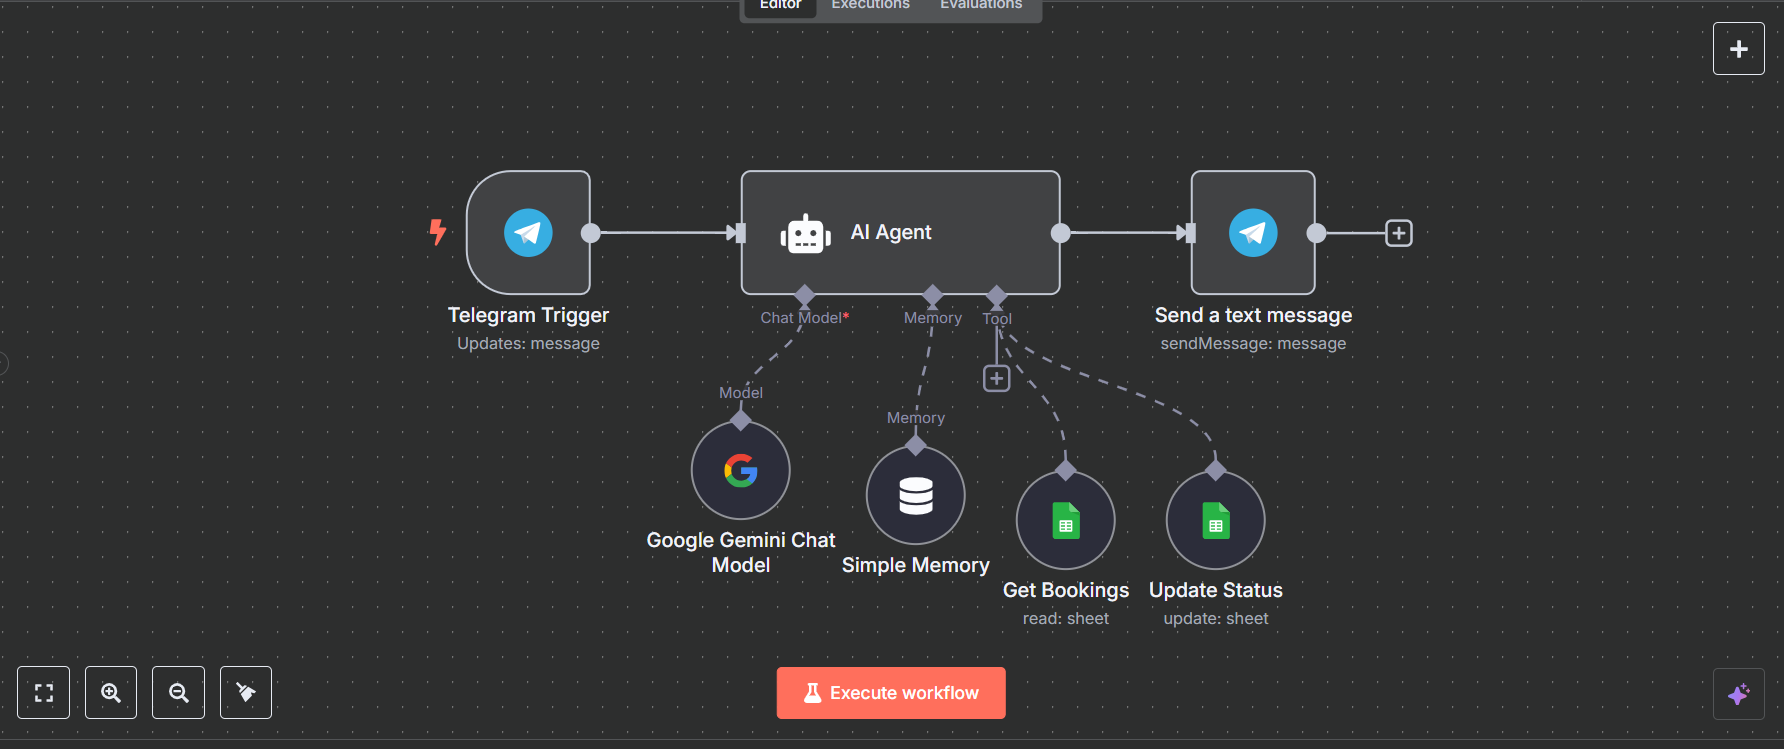 Editor
Executions
Evaluations
AI Agent
Telegram Trigger
Updates: message
Chat Model*
Memory
Tool
Send a text message
sendMessage: message
Model
Memory
Google Gemini Chat
Model
Simple Memory
Get Bookings
read: sheet
Update Status
update: sheet
Execute workflow